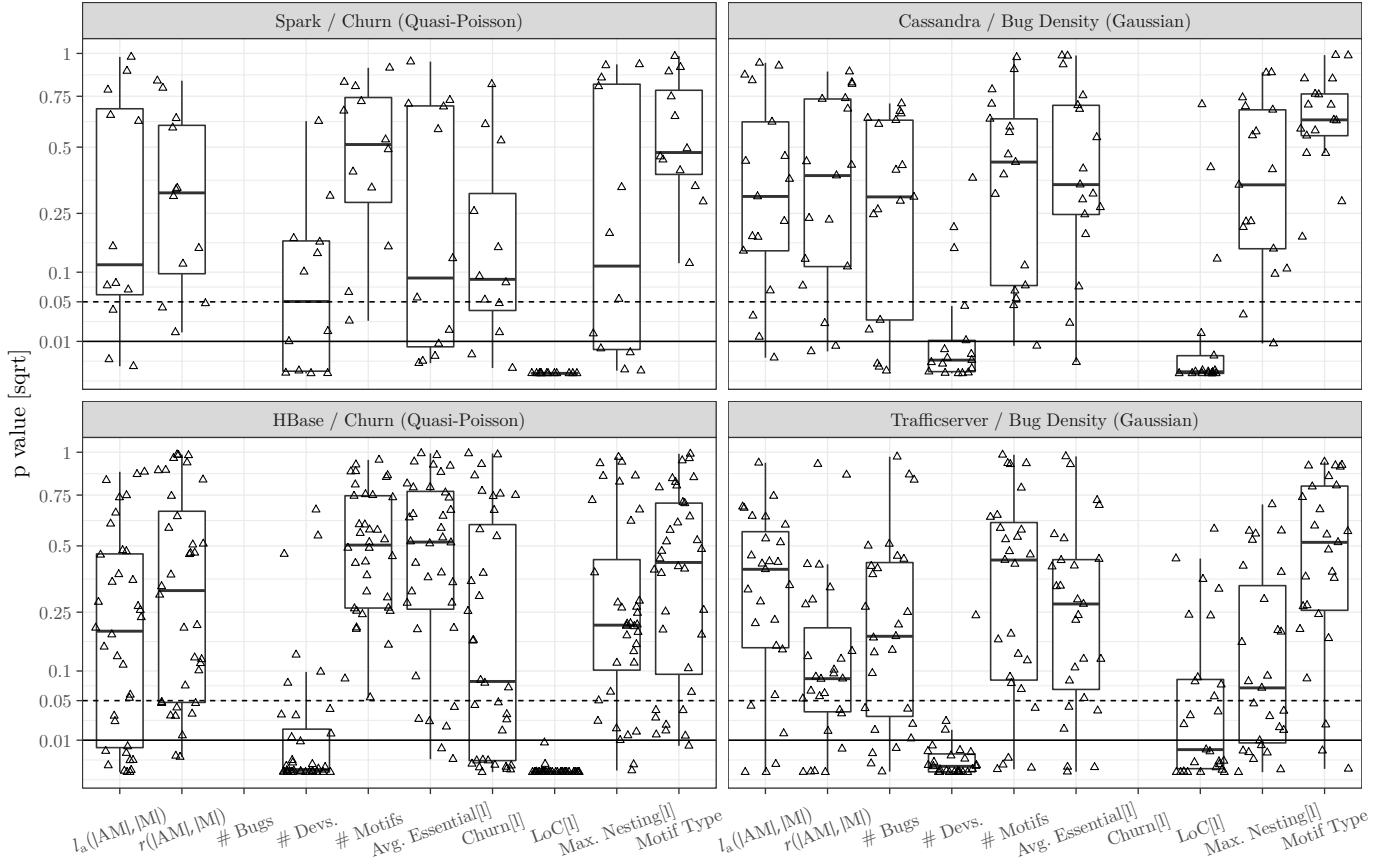 Spark / Churn (Quasi-Poisson)
Cassandra / Bug Density (Gaussian)
1
0.75
0.5
0.25
0.1
0.05
0.01
p value [sqrt]
HBase / Churn (Quasi-Poisson)
Trafficserver / Bug Density (Gaussian)
1
0.75
0.5
0.25
0.1
0.05
0.01
lₐ(|AM|, |M|)
r(|AM|, |M|)
# Bugs
# Devs.
# Motifs
Avg. Essential[l]
Churn[l]
LoC[l]
Max. Nesting[l]
Motif Type
lₐ(|AM|, |M|)
r(|AM|, |M|)
# Bugs
# Devs.
# Motifs
Avg. Essential[l]
Churn[l]
LoC[l]
Max. Nesting[l]
Motif Type